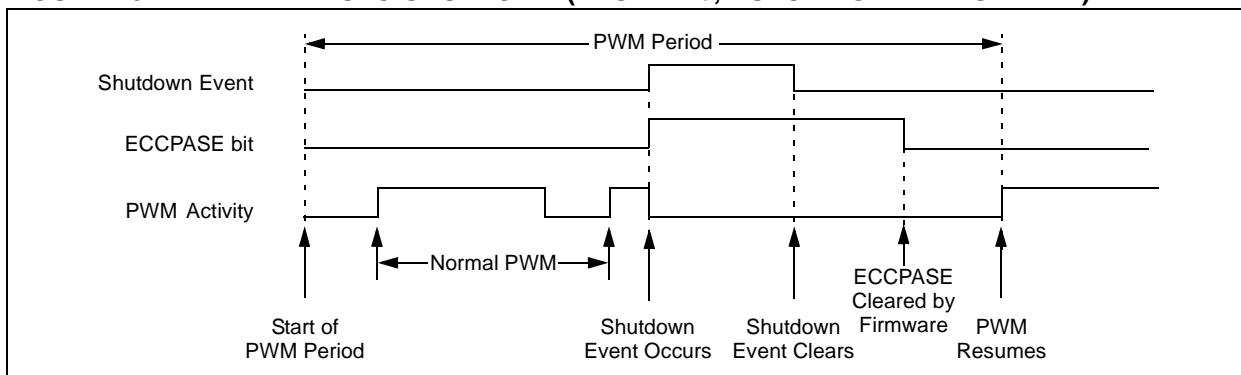 PWM Period
Shutdown Event
ECCPASE bit
PWM Activity
Normal PWM
Start of
PWM Period
Shutdown
Event Occurs
Shutdown
Event Clears
ECCPASE
Cleared by
Firmware
PWM
Resumes